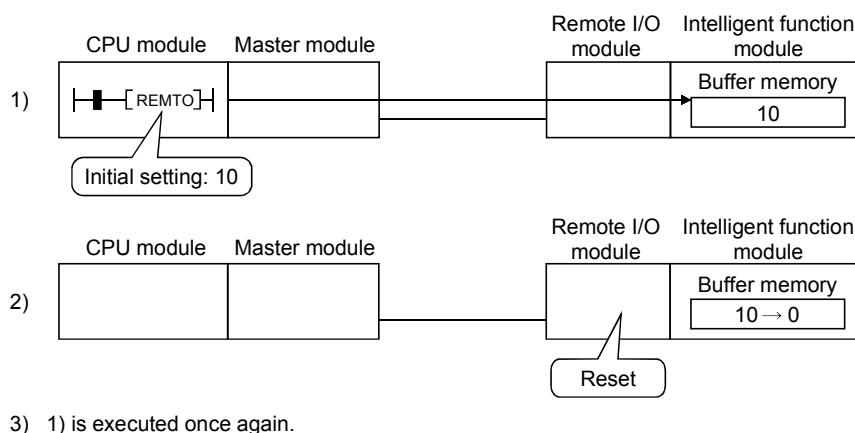 Remote I/O module
Intelligent function module
CPU module
Master module
1)
REMTO
Buffer memory
10
Initial setting: 10
Remote I/O module
Intelligent function module
CPU module
Master module
2)
Buffer memory
10 → 0
Reset
3) 1) is executed once again.